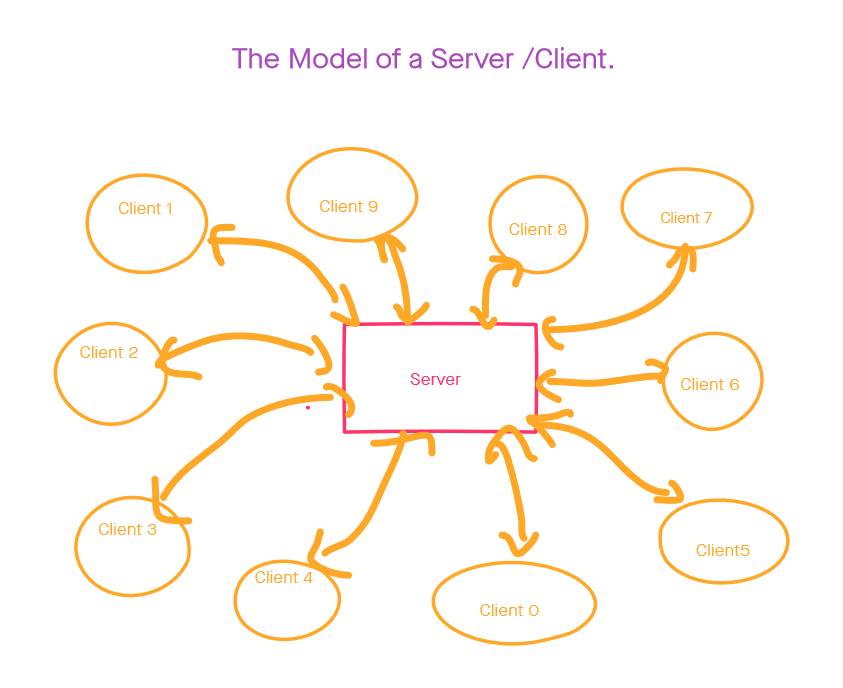 The Model of a Server /Client.
Client 1
Client 9
Client 8
Client 7
Client 2
Server
Client 6
Client 3
Client 4
Client5
Client 0